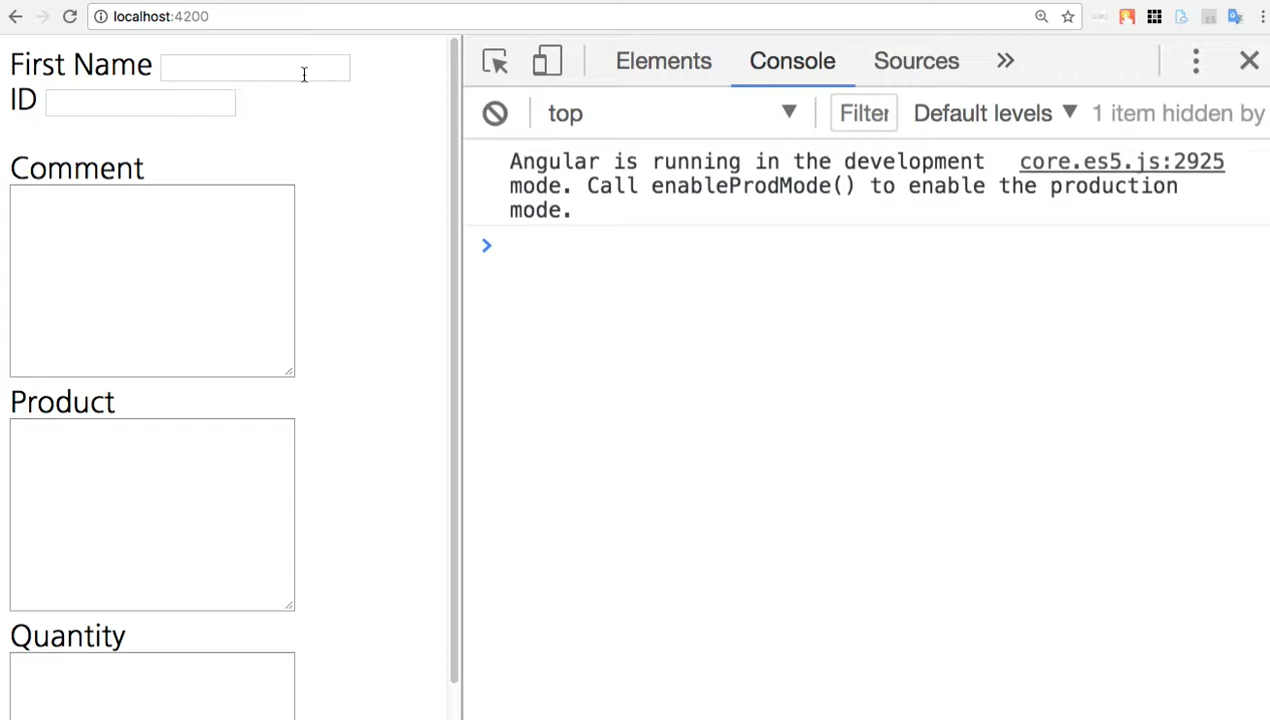 localhost:4200
First Name
ID
Comment
Product
Quantity
Elements Console Sources »
top Filter Default levels 1 item hidden by
Angular is running in the development core.es5.js:2925
mode. Call enableProdMode() to enable the production
mode.